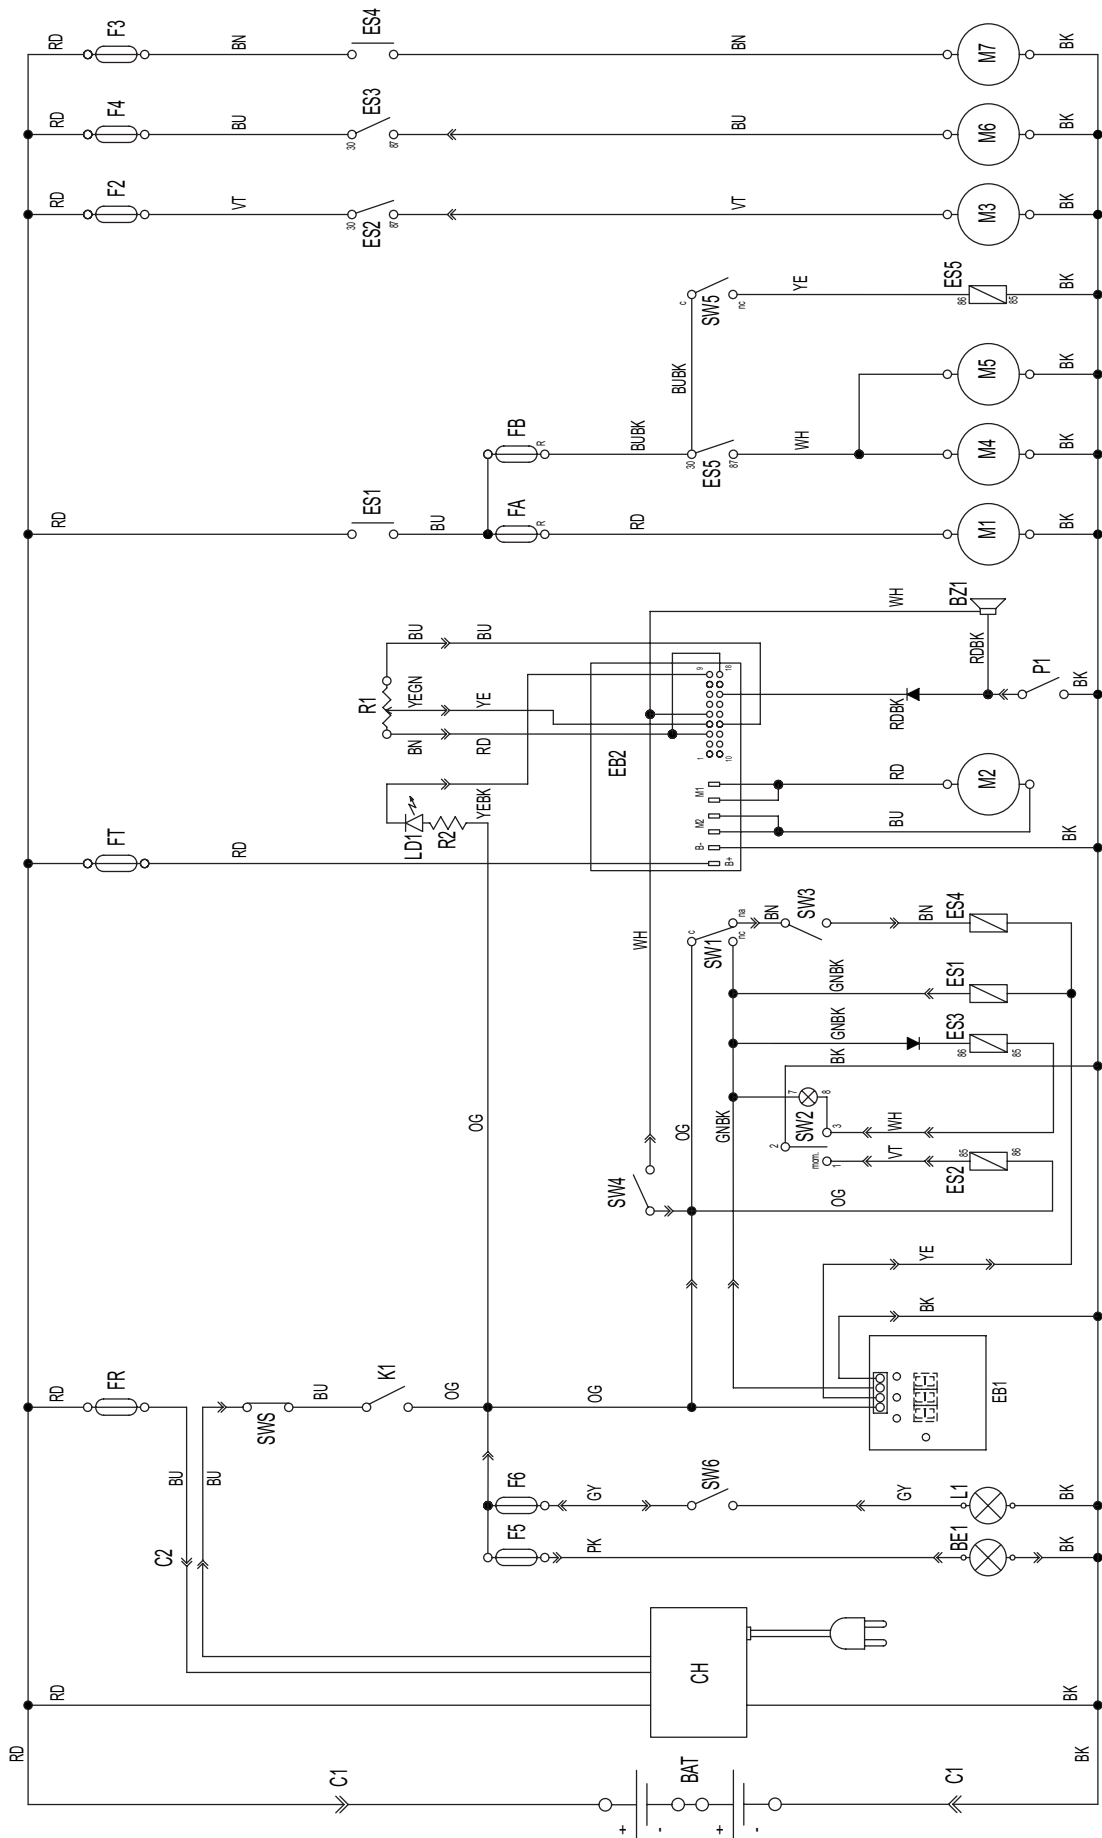 RD
F3
BN
ES4
BN
M7
BK
RD
F4
BU
30
ES3
87
BU
M6
BK
RD
F2
VT
30
ES2
87
VT
M3
BK
c
SW5
nc
YE
86
ES5
85
BK
BUBK
M5
BK
FB
R
BUBK
30
ES5
87
WH
M4
BK
RD
ES1
BU
FA
R
RD
M1
BK
WH
BZ1
RDBK
RDBK
P1
BK
R1
BU
BU
YEGN
YE
BN
RD
EB2
9
18
1
10
M1
M2
B-
B+
RD
BU
M2
BK
LD1
R2
YEBK
FT
RD
WH
c
SW1
na
nc
BN
SW3
BN
ES4
GNBK
ES1
GNBK
86
ES3
85
BK
OG
OG
GNBK
7
8
SW2
2
3
WH
mom.
1
VT
85
ES2
86
OG
SW4
YE
BK
RD
FR
BU
BU
C2
SWS
BU
K1
OG
OG
EB1
F6
GY
SW6
GY
L1
BK
F5
PK
BE1
BK
RD
CH
BK
RD
C1
BAT
+
-
+
-
C1
BK